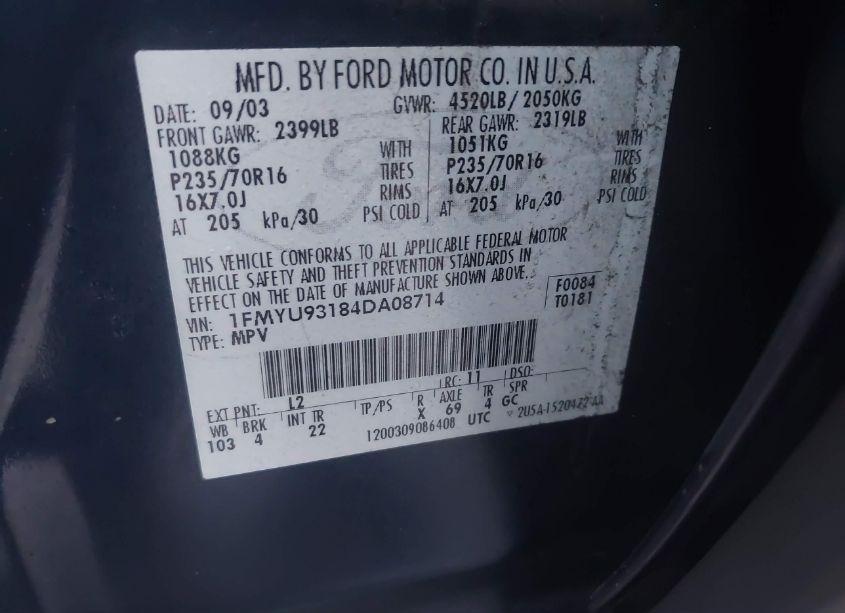 MFD. BY FORD MOTOR CO. IN U.S.A.
DATE: 09/03 GVWR: 4520LB/ 2050KG
FRONT GAWR: 2399LB REAR GAWR: 2319LB
1088KG WITH 1051KG WITH
P235/70R16 TIRES P235/70R16 TIRES
16X7.0J RIMS 16X7.0J RIMS
AT 205 kPa/30 PSI COLD AT 205 kPa/30 PSI COLD
THIS VEHICLE CONFORMS TO ALL APPLICABLE FEDERAL MOTOR
VEHICLE SAFETY AND THEFT PREVENTION STANDARDS IN
EFFECT ON THE DATE OF MANUFACTURE SHOWN ABOVE.
F0084
T0181
VIN: 1FMYU93184DA08714
TYPE: MPV
EXT PNT: L2 RC: 11 DSO:
WB BRK INT TR TP/PS R AXLE TR SPR
103 4 22 X 69 4 GC
1200309086408 UTC 2U5A-1520472-AA
Ford